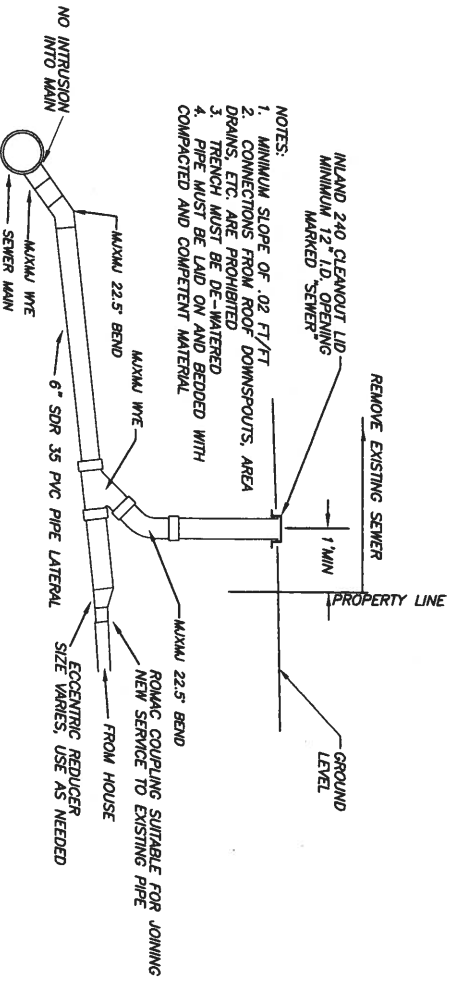 REMOVE EXISTING SEWER
PROPERTY LINE
1'MIN
GROUND
LEVEL
INLAND 240 CLEANOUT LID
MINIMUM 12" I.D. OPENING
MARKED "SEWER"
NOTES:
1. MINIMUM SLOPE OF .02 FT/FT
2. CONNECTIONS FROM ROOF DOWNSPOUTS, AREA
DRAINS, ETC. ARE PROHIBITED
3. TRENCH MUST BE DE-WATERED
4. PIPE MUST BE LAID ON AND BEDDED WITH
COMPACTED AND COMPETENT MATERIAL
MJXMJ 22.5° BEND
MJXMJ WYE
ROMAC COUPLING SUITABLE FOR JOINING
NEW SERVICE TO EXISTING PIPE
MJXMJ 22.5° BEND
FROM HOUSE
NO INTRUSION
INTO MAIN
6" SDR 35 PVC PIPE LATERAL
ECCENTRIC REDUCER
SIZE VARIES, USE AS NEEDED
MJXMJ WYE
SEWER MAIN